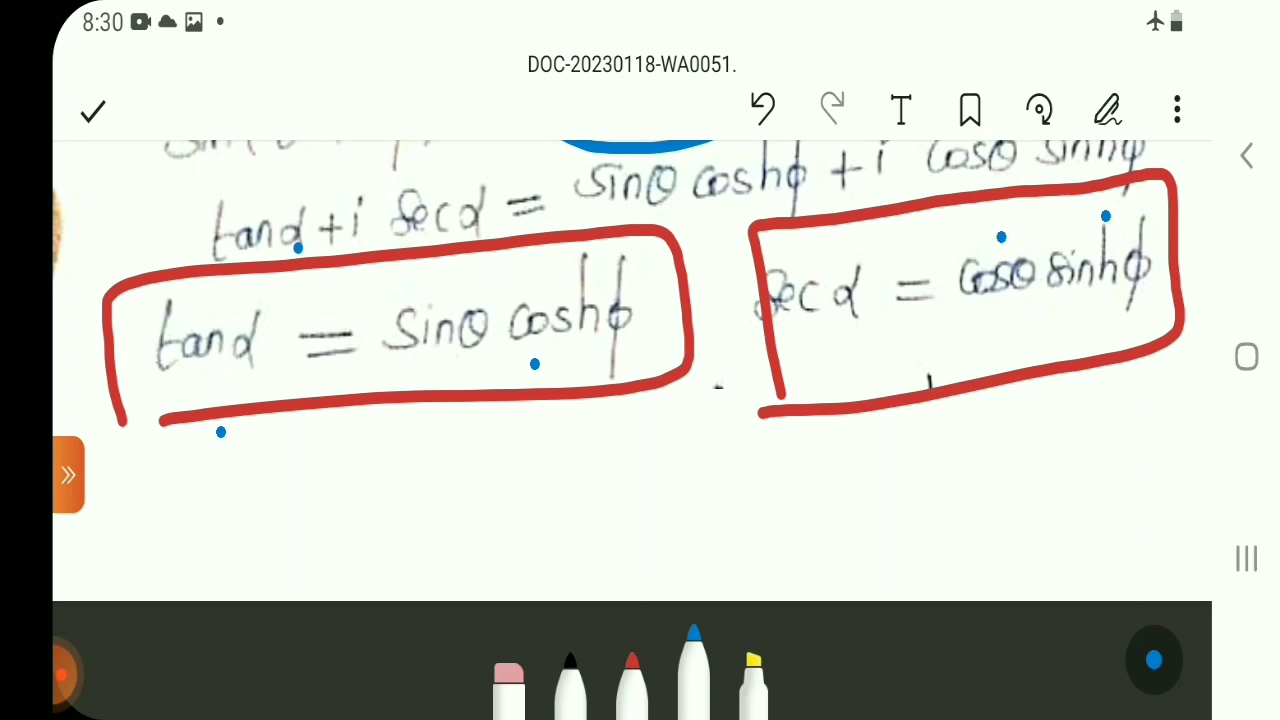 8:30
DOC-20230118-WA0051.
T
tanα + i secα = sinθ coshϕ + i cosθ sinhϕ
tanα = sinθ coshϕ
secα = cosθ sinhϕ